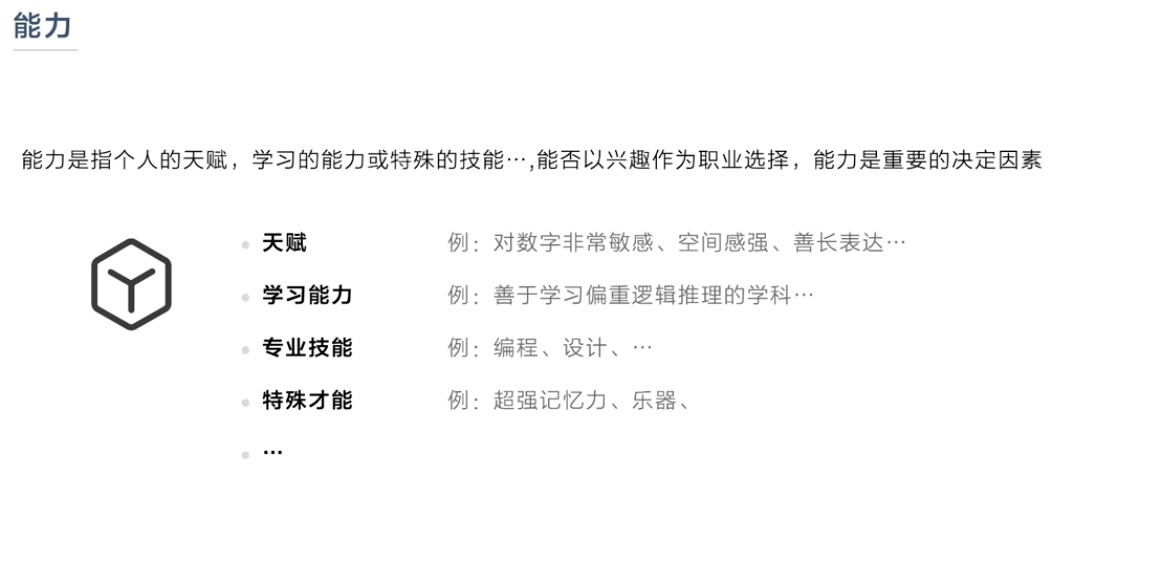 能力
能力是指个人的天赋，学习的能力或特殊的技能…,能否以兴趣作为职业选择，能力是重要的决定因素
天赋 例：对数字非常敏感、空间感强、善长表达…
学习能力 例：善于学习偏重逻辑推理的学科…
专业技能 例：编程、设计、…
特殊才能 例：超强记忆力、乐器、
…